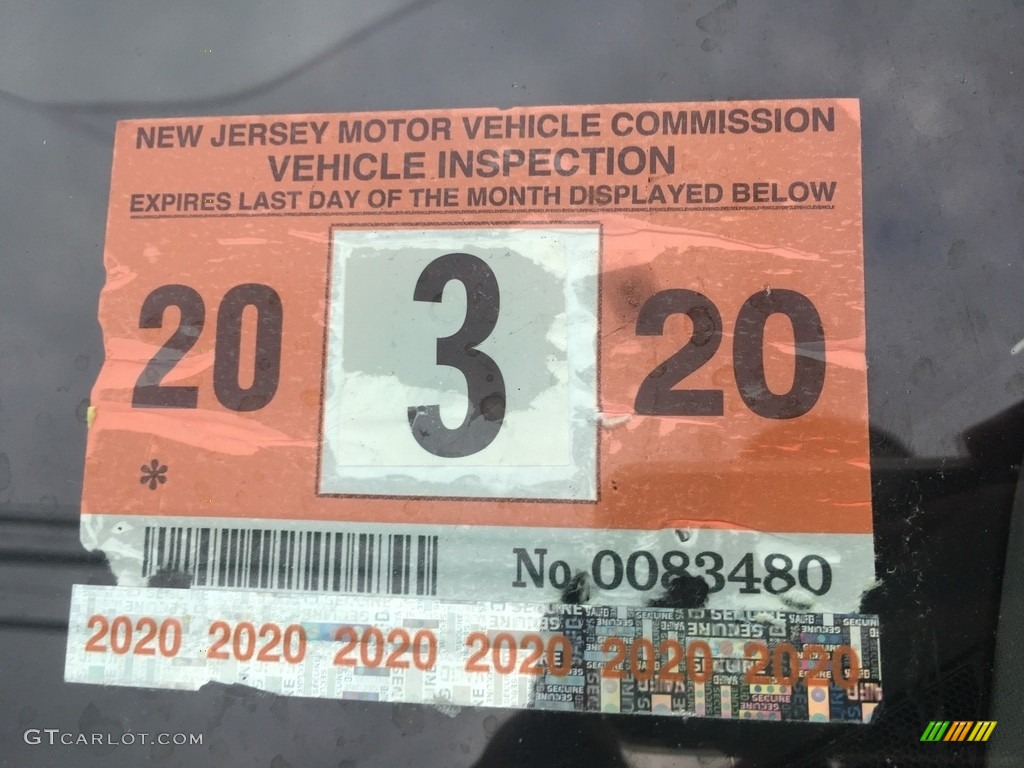 NEW JERSEY MOTOR VEHICLE COMMISSION
VEHICLE INSPECTION
EXPIRES LAST DAY OF THE MONTH DISPLAYED BELOW
20 3 20
*
No. 0083480
2020 2020 2020 2020 2020 2020
GTCARLOT.COM